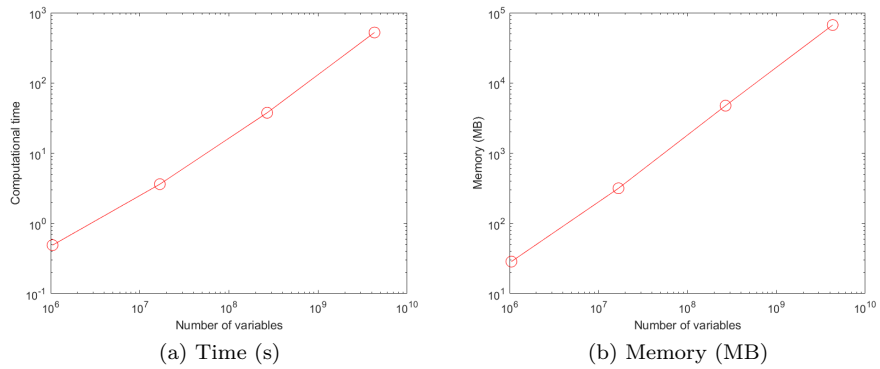 10^3
10^2
10^1
10^0
10^-1
Computational time
10^6 10^7 10^8 10^9 10^10
Number of variables
(a) Time (s)
10^5
10^4
10^3
10^2
10^1
Memory (MB)
10^6 10^7 10^8 10^9 10^10
Number of variables
(b) Memory (MB)